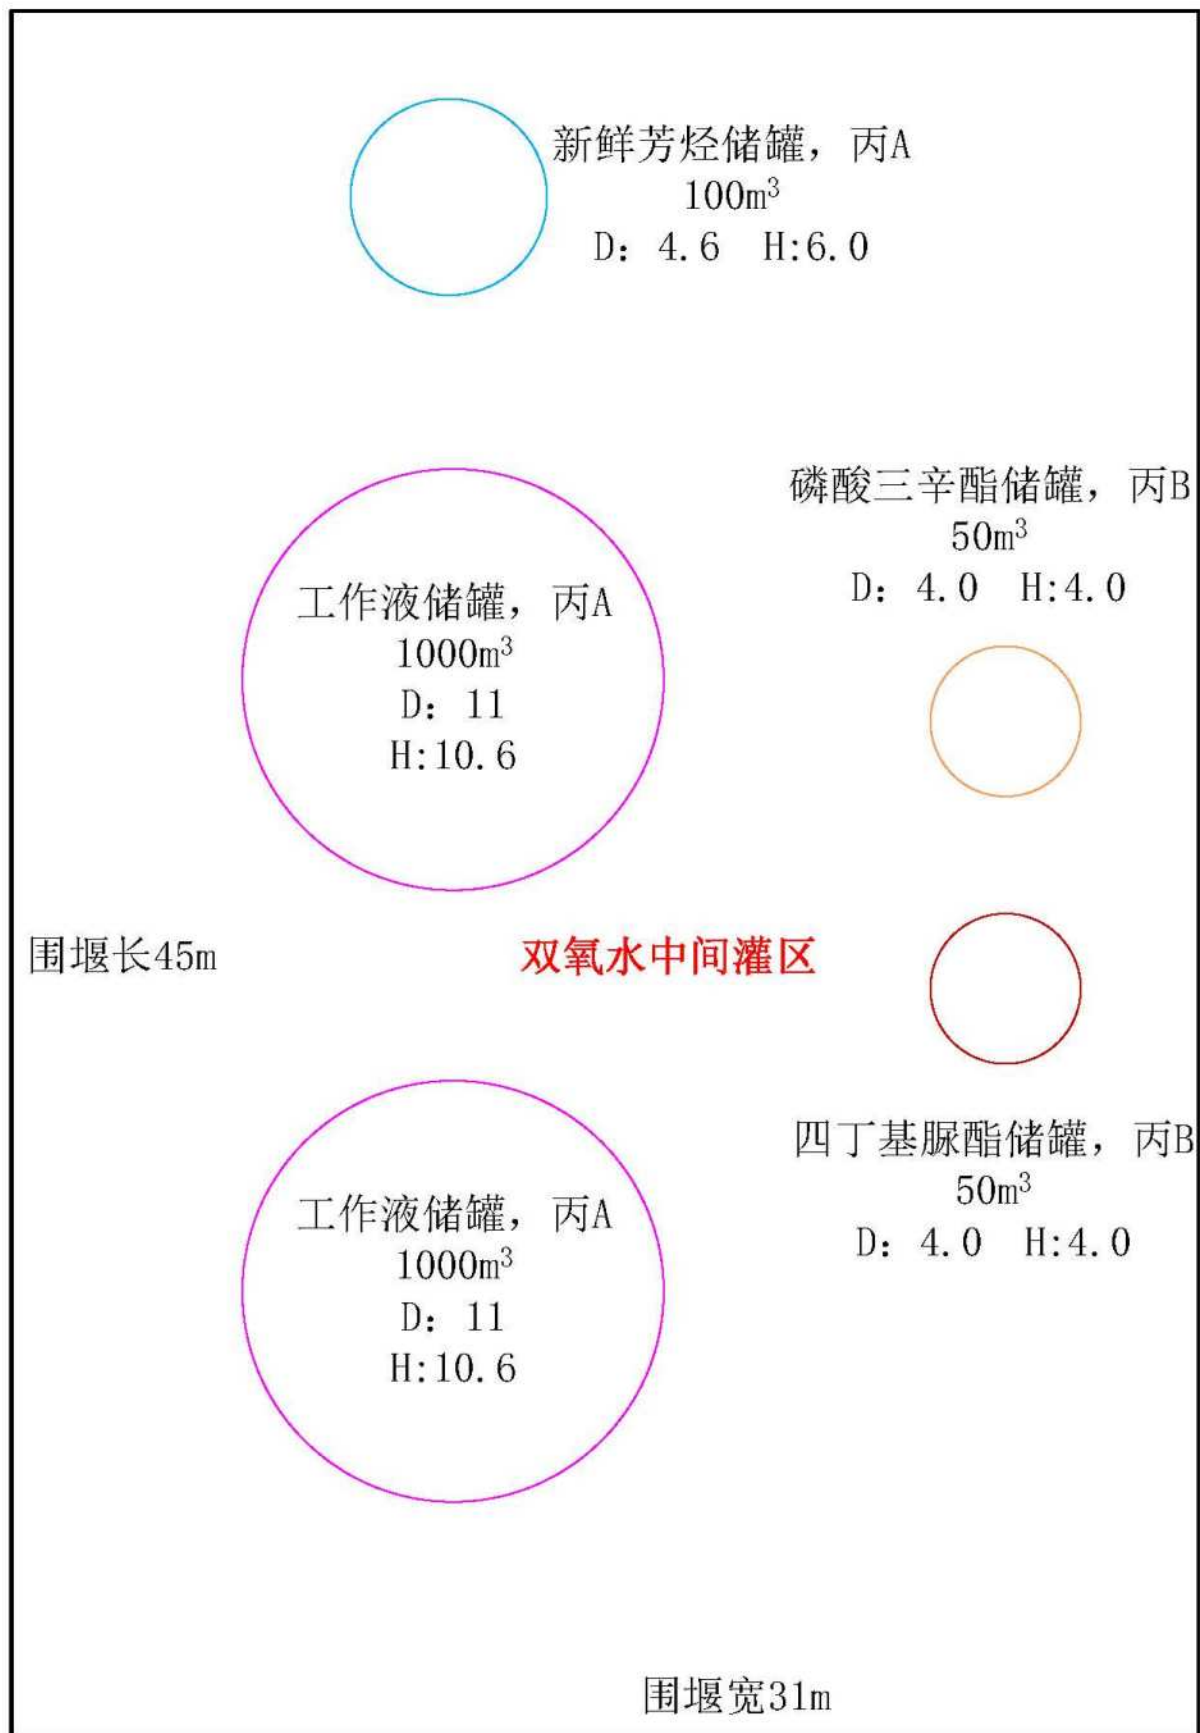 新鲜芳烃储罐，丙A
100m³
D：4.6 H:6.0
磷酸三辛酯储罐，丙B
50m³
D：4.0 H:4.0
工作液储罐，丙A
1000m³
D：11
H:10.6
围堰长45m
双氧水中间灌区
四丁基脲酯储罐，丙B
50m³
D：4.0 H:4.0
工作液储罐，丙A
1000m³
D：11
H:10.6
围堰宽31m